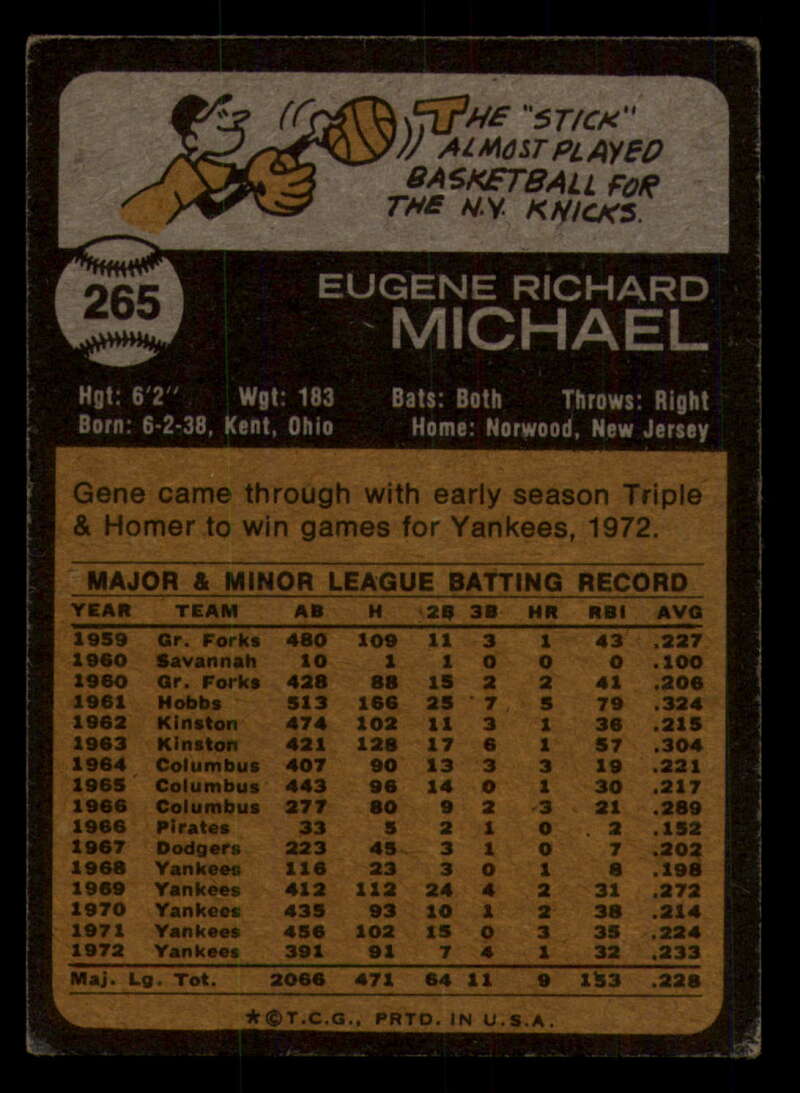 THE "STICK"
ALMOST PLAYED
BASKETBALL FOR
THE N.Y. KNICKS.
265
EUGENE RICHARD
MICHAEL
Hgt: 6'2" Wgt: 183 Bats: Both Throws: Right
Born: 6-2-38, Kent, Ohio Home: Norwood, New Jersey
Gene came through with early season Triple
& Homer to win games for Yankees, 1972.
MAJOR & MINOR LEAGUE BATTING RECORD
YEAR TEAM AB H 2B 3B HR RBI AVG
1959 Gr. Forks 480 109 11 3 1 43 .227
1960 Savannah 10 1 1 0 0 0 .100
1960 Gr. Forks 428 88 15 2 2 41 .206
1961 Hobbs 513 166 25 7 5 79 .324
1962 Kinston 474 102 11 3 1 36 .215
1963 Kinston 421 128 17 6 1 57 .304
1964 Columbus 407 90 13 3 3 19 .221
1965 Columbus 443 96 14 0 1 30 .217
1966 Columbus 277 80 9 2 3 21 .289
1966 Pirates 33 5 2 1 0 2 .152
1967 Dodgers 223 45 3 1 0 7 .202
1968 Yankees 116 23 3 0 1 8 .198
1969 Yankees 412 112 24 4 2 31 .272
1970 Yankees 435 93 10 1 2 38 .214
1971 Yankees 456 102 15 0 3 35 .224
1972 Yankees 391 91 7 4 1 32 .233
Maj. Lg. Tot. 2066 471 64 11 9 153 .228
*©T.C.G., PRTD. IN U.S.A.